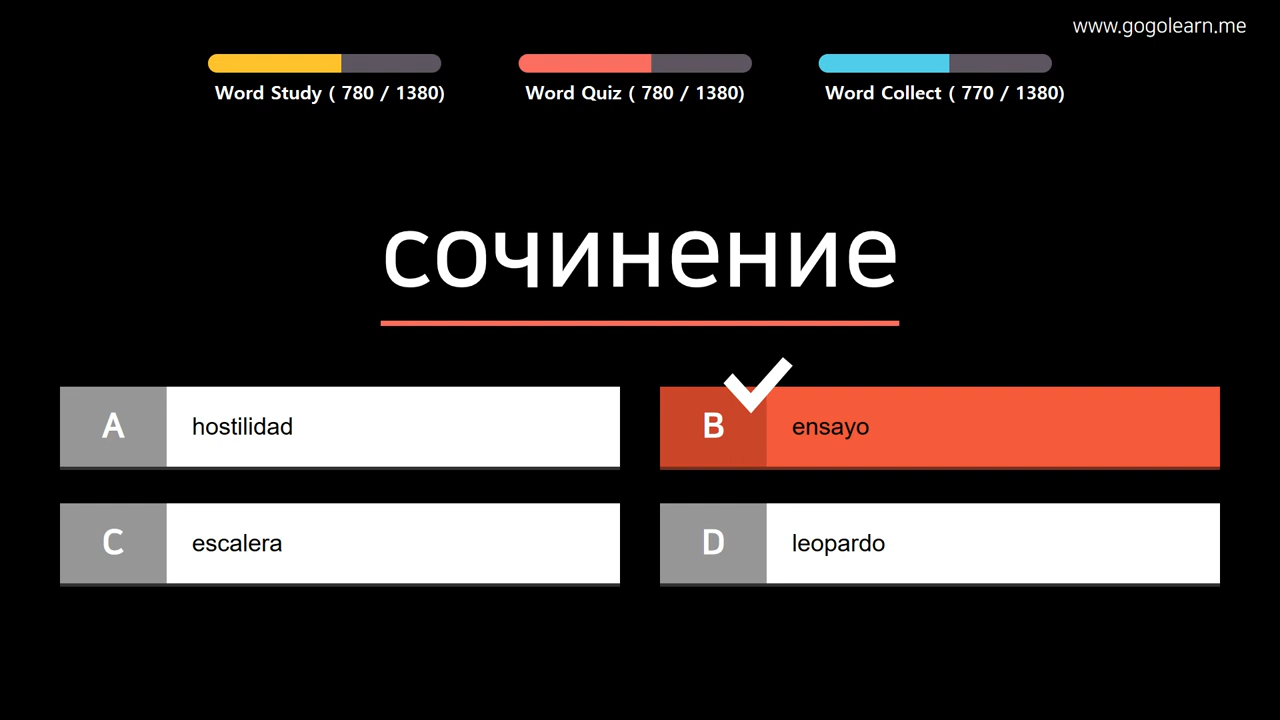 www.gogolearn.me
Word Study ( 780 / 1380)
Word Quiz ( 780 / 1380)
Word Collect ( 770 / 1380)
сочинение
A hostilidad
B ensayo
C escalera
D leopardo